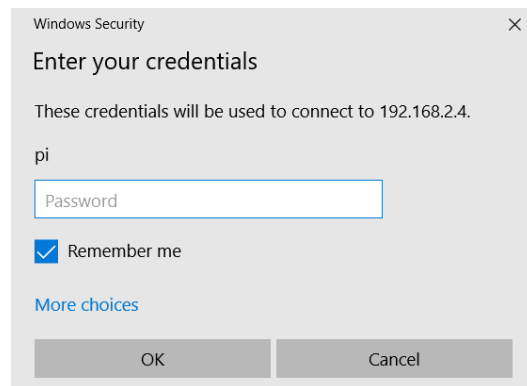 Windows Security
Enter your credentials
These credentials will be used to connect to 192.168.2.4.
pi
Password
Remember me
More choices
OK
Cancel